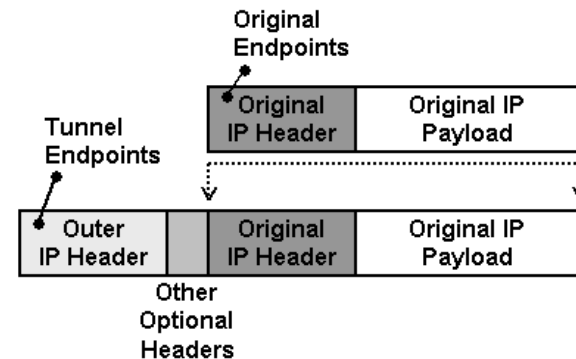 Original
Endpoints
Original
IP Header
Original IP
Payload
Tunnel
Endpoints
Outer
IP Header
Original
IP Header
Original IP
Payload
Other
Optional
Headers